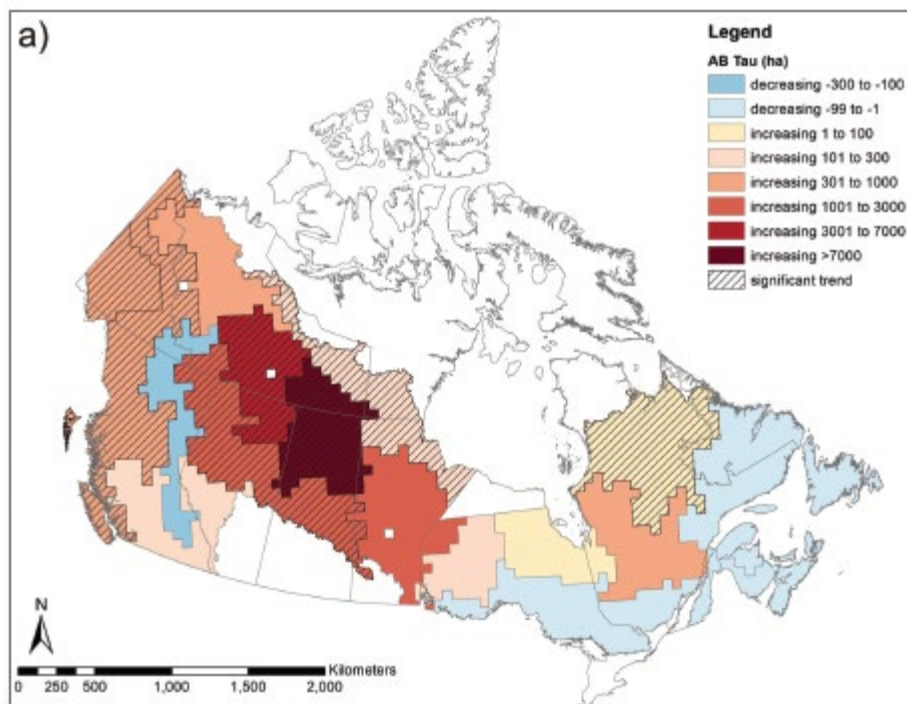 a)
Legend
AB Tau (ha)
decreasing -300 to -100
decreasing -99 to -1
increasing 1 to 100
increasing 101 to 300
increasing 301 to 1000
increasing 1001 to 3000
increasing 3001 to 7000
increasing >7000
significant trend
N
Kilometers
0 250 500 1,000 1,500 2,000